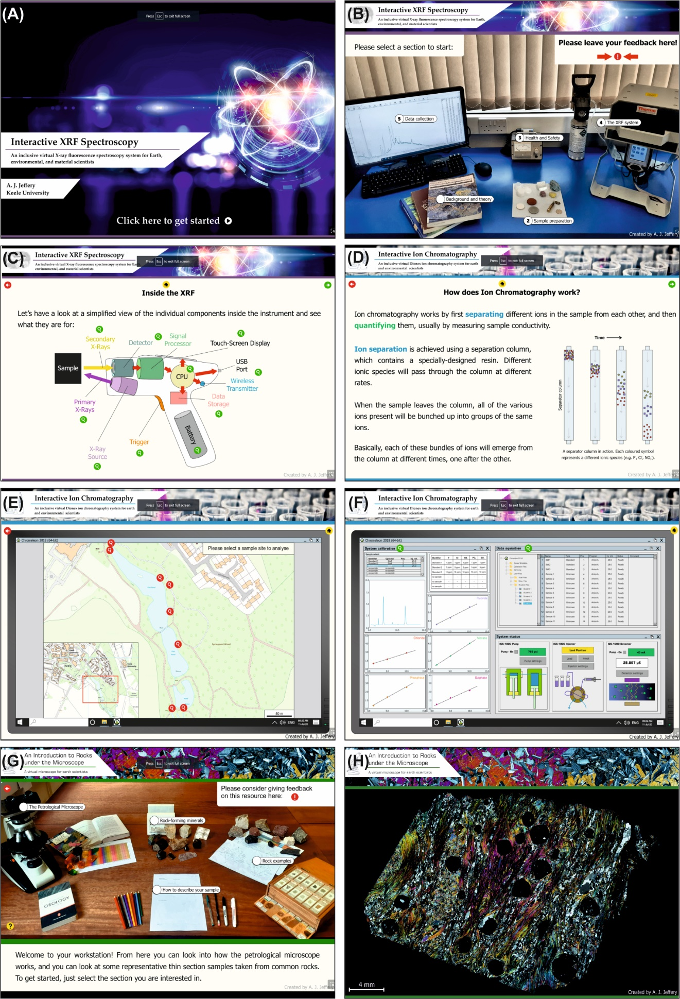 (A)
Press Esc to exit full screen
Interactive XRF Spectroscopy
An inclusive virtual X-ray fluorescence spectroscopy system for Earth,
environmental, and material scientists
A. J. Jeffery
Keele University
Click here to get started
(B)
Interactive XRF Spectroscopy
An inclusive virtual X-ray fluorescence spectroscopy system for Earth,
environmental, and material scientists
Please select a section to start:
Please leave your feedback here!
5 Data collection
4 The XRF system
3 Health and Safety
Thermo
Background and theory
2 Sample preparation
Created by A. J. Jeffery
(C)
Interactive XRF Spectroscopy
An inclusive virtual X-ray fluorescence spectroscopy system for Earth,
environmental, and material scientists
Press Esc to exit full screen
Inside the XRF
Let's have a look at a simplified view of the individual components inside the instrument and see
what they are for:
Secondary
X-Rays
Detector
Signal
Processor
Touch-Screen Display
Sample
USB
Port
CPU
Wireless
Transmitter
Data
Storage
Primary
X-Rays
Battery
Trigger
X-Ray
Source
Created by A. J. Jeffery
(D)
Interactive Ion Chromatography
An inclusive virtual Dionex ion chromatography system for earth
and environmental scientists
Press Esc to exit full screen
How does Ion Chromatography work?
Ion chromatography works by first separating different ions in the sample from each other, and then
quantifying them, usually by measuring sample conductivity.
Ion separation is achieved using a separation column,
which contains a specially-designed resin. Different
ionic species will pass through the column at different
rates.
When the sample leaves the column, all of the various
ions present will be bunched up into groups of the same
ions.
Basically, each of these bundles of ions will emerge from
the column at different times, one after the other.
Time
Separator column
A separator column in action. Each coloured symbol
represents a different ionic species (e.g. F, Cl, NO3).
Created by A. J. Jeffery
(E)
Interactive Ion Chromatography
An inclusive virtual Dionex ion chromatography system for earth
and environmental scientists
Press Esc to exit full screen
Chromeleon 2018 (64-bit)
Please select a sample site to analyse
Springpool Wood
Keele
50 m
ENG
09:22 AM
11-Jul-20
Created by A. J. Jeffery
(F)
Interactive Ion Chromatography
An inclusive virtual Dionex ion chromatography system for earth
and environmental scientists
Press Esc to exit full screen
Chromeleon 2018 (64-bit)
System calibration
Data aquisition
Sample select:
Fluoride
Chloride
Nitrate
Phosphate
Sulphate
System status
ICS-1000 Pump
ICS-1000 Injector
ICS-1000 Detector
Pump - On
766 psi
Pump settings
Load Position
Load
Inject
Injector settings
Pump - On
43 mA
25.867 µS
Detector settings
ENG
09:22 AM
11-Jul-20
Created by A. J. Jeffery
(G)
An Introduction to Rocks
under the Microscope
A virtual microscope for earth scientists
Press Esc to exit full screen
Please consider giving feedback
on this resource here:
The Petrological Microscope
Rock-forming minerals
Rock examples
How to describe your sample
GEOLOGY
Welcome to your workstation! From here you can look into how the petrological microscope
works, and you can look at some representative thin section samples taken from common rocks.
To get started, just select the section you are interested in.
Created by A. J. Jeffery
(H)
An Introduction to Rocks
under the Microscope
A virtual microscope for earth scientists
4 mm
Created by A. J. Jeffery